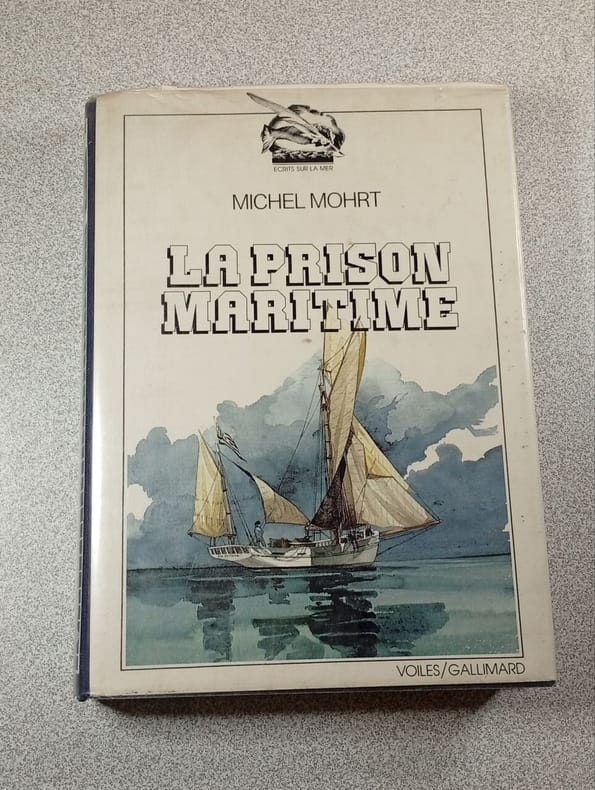 ECRITS SUR LA MER
MICHEL MOHRT
LA PRISON
MARITIME
VOILES/GALLIMARD